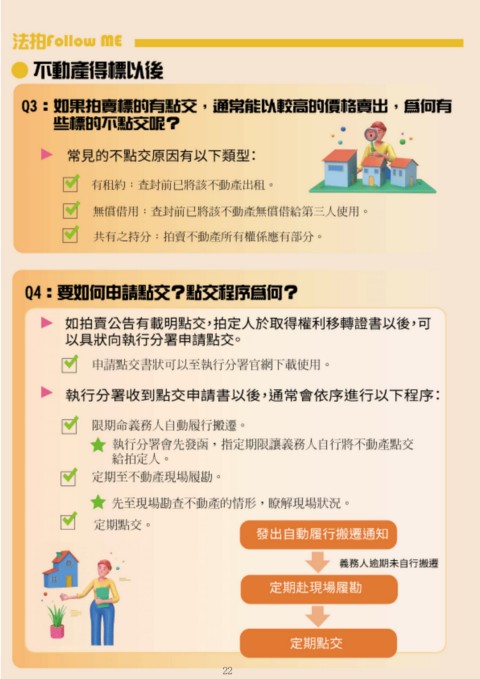 法拍Follow ME
不動產得標以後
Q3：如果拍賣標的有點交，通常能以較高的價格賣出，為何有
些標的不點交呢？
常見的不點交原因有以下類型：
有租約：查封前已將該不動產出租。
無償借用：查封前已將該不動產無償借給第三人使用。
共有之持分：拍賣不動產所有權係應有部分。
Q4：要如何申請點交？點交程序為何？
如拍賣公告有載明點交，拍定人於取得權利移轉證書以後，可
以具狀向執行分署申請點交。
申請點交書狀可以至執行分署官網下載使用。
執行分署收到點交申請書以後，通常會依序進行以下程序：
限期命義務人自動履行搬遷。
執行分署會先發函，指定期限讓義務人自行將不動產點交
給拍定人。
定期至不動產現場履勘。
先至現場勘查不動產的情形，瞭解現場狀況。
定期點交。
發出自動履行搬遷通知
義務人逾期未自行搬遷
定期赴現場履勘
定期點交
22